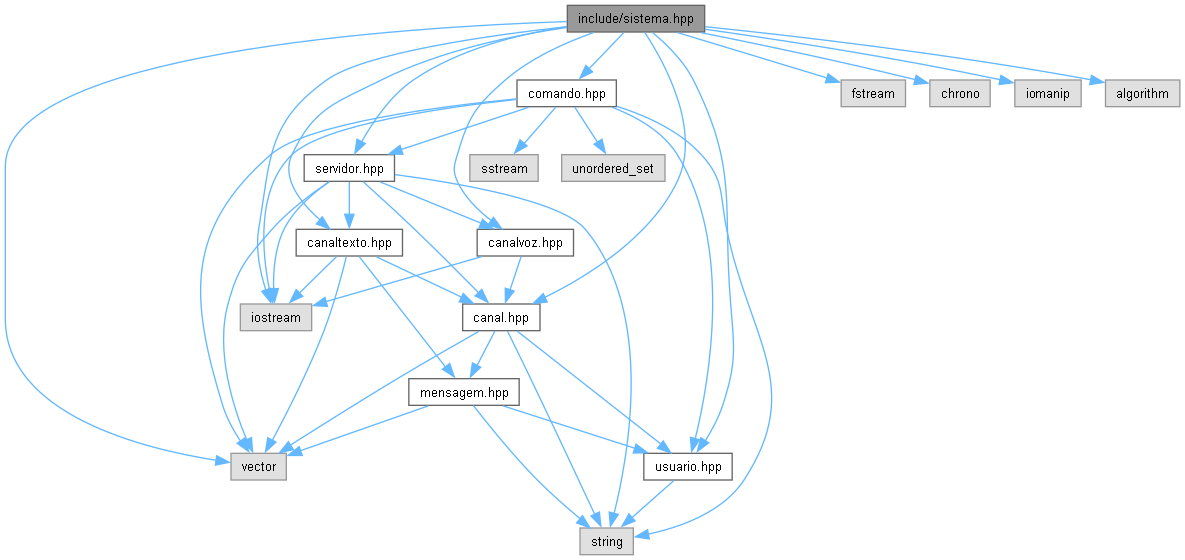 include/sistema.hpp
comando.hpp
fstream
chrono
iomanip
algorithm
servidor.hpp
sstream
unordered_set
canaltexto.hpp
canalvoz.hpp
iostream
canal.hpp
mensagem.hpp
vector
usuario.hpp
string